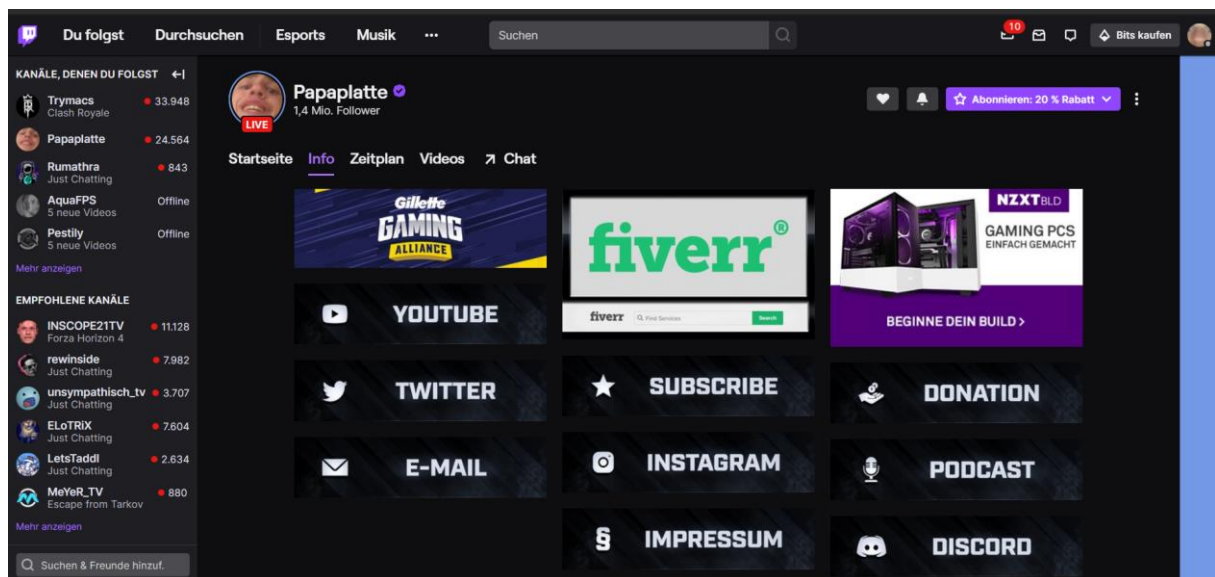 Du folgst
Durchsuchen
Esports
Musik
Suchen
10
Bits kaufen
KANÄLE, DENEN DU FOLGST
Trymacs
33.948
Clash Royale
Papaplatte
24.564
Rumathra
843
Just Chatting
AquaFPS
Offline
5 neue Videos
Pestily
Offline
5 neue Videos
Mehr anzeigen
EMPFOHLENE KANÄLE
INSCOPE21TV
11.128
Forza Horizon 4
rewinside
7.982
Just Chatting
unsympathisch_tv
3.707
Just Chatting
ELoTRiX
7.604
Just Chatting
LetsTaddl
2.634
Just Chatting
MeYeR_TV
880
Escape from Tarkov
Mehr anzeigen
Suchen & Freunde hinzuf.
Papaplatte
1,4 Mio. Follower
LIVE
Abonnieren: 20 % Rabatt
Startseite
Info
Zeitplan
Videos
Chat
Gillette
GAMING
ALLIANCE
YOUTUBE
TWITTER
E-MAIL
fiverr®
fiverr
Find Services
Search
SUBSCRIBE
INSTAGRAM
§ IMPRESSUM
NZXT BLD
GAMING PCS
EINFACH GEMACHT
BEGINNE DEIN BUILD >
DONATION
PODCAST
DISCORD